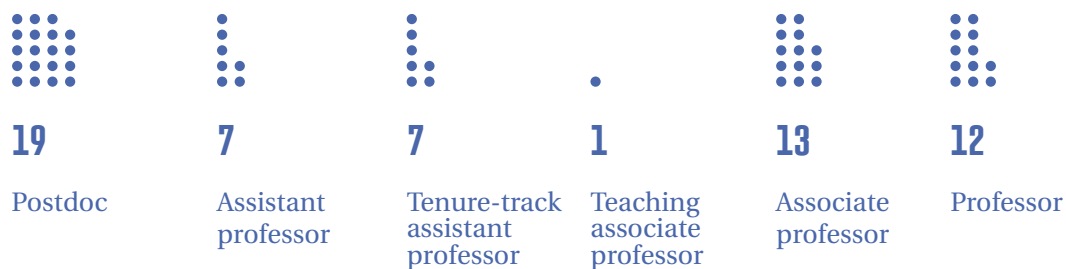 19
Postdoc
7
Assistant
professor
7
Tenure-track
assistant
professor
1
Teaching
associate
professor
13
Associate
professor
12
Professor